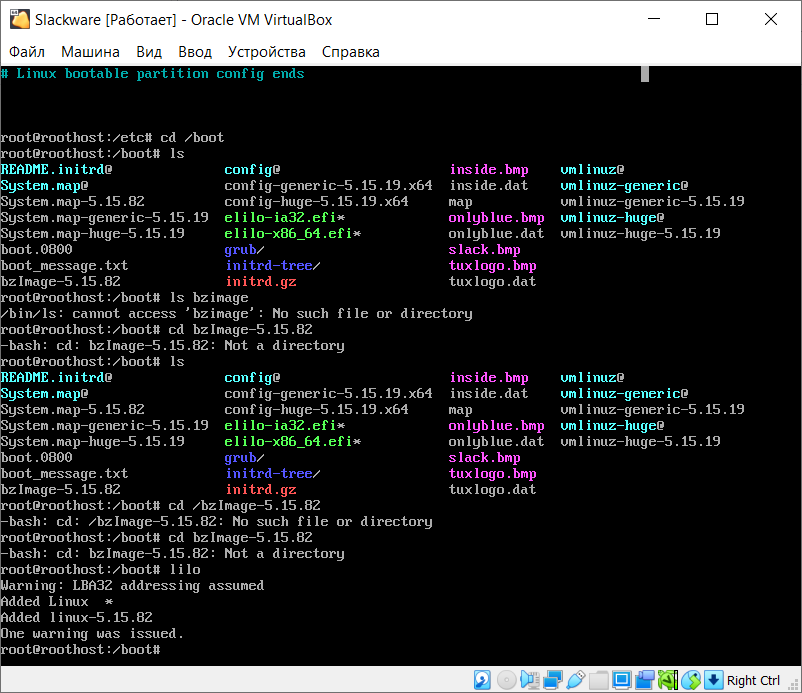 Slackware [Работает] - Oracle VM VirtualBox
Файл Машина Вид Ввод Устройства Справка
# Linux bootable partition config ends
root@roothost:/etc# cd /boot
root@roothost:/boot# ls
README.initrd@ config@ inside.bmp vmlinuz@
System.map@ config-generic-5.15.19.x64 inside.dat vmlinuz-generic@
System.map-5.15.82 config-huge-5.15.19.x64 map vmlinuz-generic-5.15.19
System.map-generic-5.15.19 elilo-ia32.efi* onlyblue.bmp vmlinuz-huge@
System.map-huge-5.15.19 elilo-x86_64.efi* onlyblue.dat vmlinuz-huge-5.15.19
boot.0800 grub/ slack.bmp
boot_message.txt initrd-tree/ tuxlogo.bmp
bzImage-5.15.82 initrd.gz tuxlogo.dat
root@roothost:/boot# ls bzimage
/bin/ls: cannot access 'bzimage': No such file or directory
root@roothost:/boot# cd bzImage-5.15.82
-bash: cd: bzImage-5.15.82: Not a directory
root@roothost:/boot# ls
README.initrd@ config@ inside.bmp vmlinuz@
System.map@ config-generic-5.15.19.x64 inside.dat vmlinuz-generic@
System.map-5.15.82 config-huge-5.15.19.x64 map vmlinuz-generic-5.15.19
System.map-generic-5.15.19 elilo-ia32.efi* onlyblue.bmp vmlinuz-huge@
System.map-huge-5.15.19 elilo-x86_64.efi* onlyblue.dat vmlinuz-huge-5.15.19
boot.0800 grub/ slack.bmp
boot_message.txt initrd-tree/ tuxlogo.bmp
bzImage-5.15.82 initrd.gz tuxlogo.dat
root@roothost:/boot# cd /bzImage-5.15.82
-bash: cd: /bzImage-5.15.82: No such file or directory
root@roothost:/boot# cd bzImage-5.15.82
-bash: cd: bzImage-5.15.82: Not a directory
root@roothost:/boot# lilo
Warning: LBA32 addressing assumed
Added Linux *
Added linux-5.15.82
One warning was issued.
root@roothost:/boot#
Right Ctrl